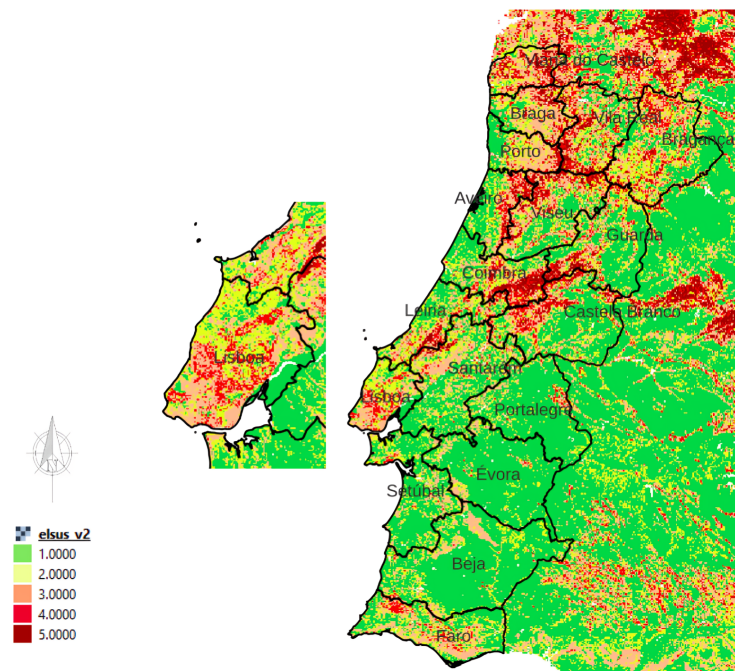 Viana do Castelo
Braga
Vila Real
Bragança
Porto
Aveiro
Viseu
Guarda
Coimbra
Leiria
Castelo Branco
Lisboa
Santarém
Lisboa
Portalegre
N
Évora
Setúbal
elsus_v2
1.0000
2.0000
Beja
3.0000
4.0000
5.0000
Faro